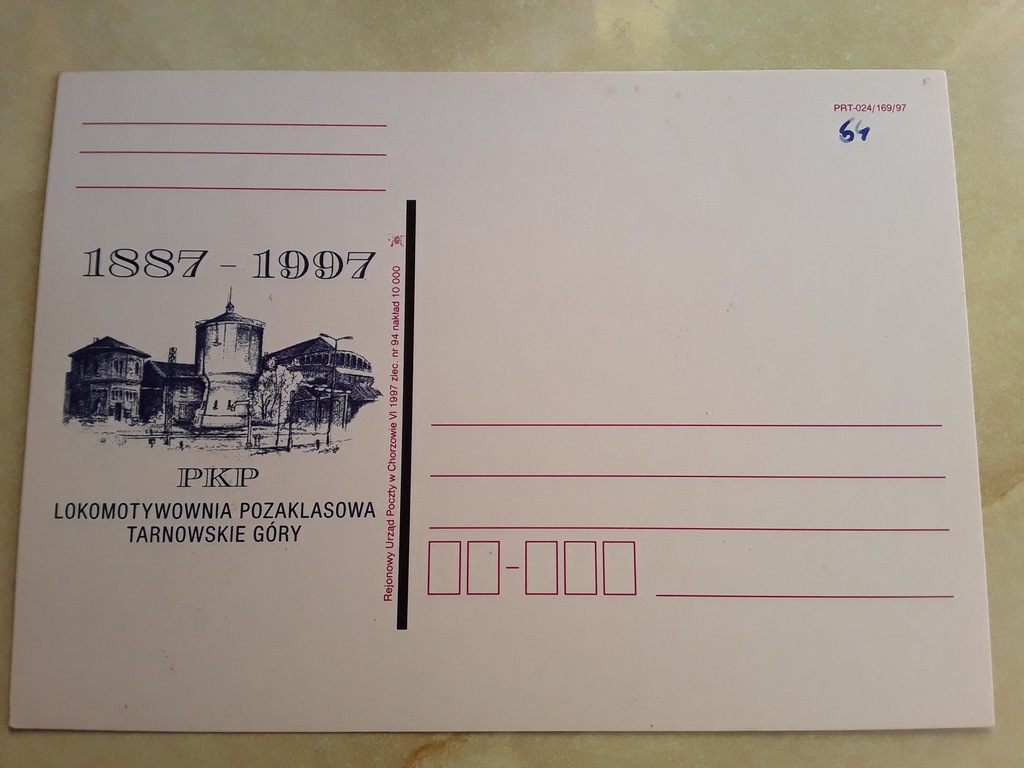 PRT-024/169/97
64
1887 - 1997
PKP
LOKOMOTYWOWNIA POZAKLASOWA
TARNOWSKIE GÓRY
Rejonowy Urząd Poczty w Chorzowie VI 1997 zlec. nr 94 nakład 10 000